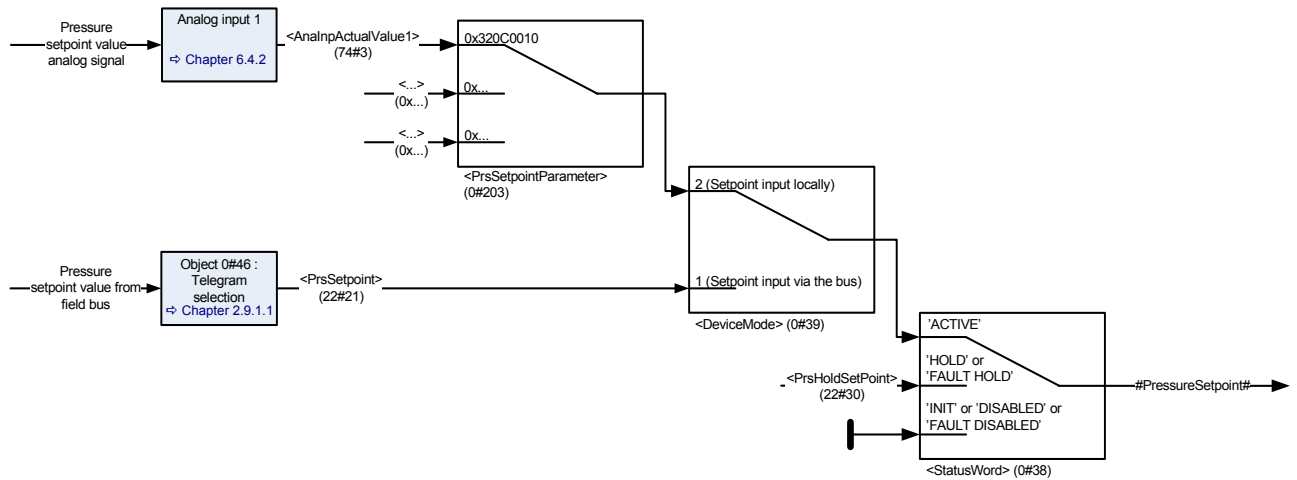 Pressure
setpoint value
analog signal
Analog input 1
⇨ Chapter 6.4.2
<AnaInpActualValue1>
(74#3)
0x320C0010
<...>
(0x...)
0x...
<...>
(0x...)
0x...
<PrsSetpointParameter>
(0#203)
2 (Setpoint input locally)
Pressure
setpoint value from
field bus
Object 0#46 :
Telegram
selection
⇨ Chapter 2.9.1.1
<PrsSetpoint>
(22#21)
1 (Setpoint input via the bus)
<DeviceMode> (0#39)
'ACTIVE'
<PrsHoldSetPoint>
(22#30)
'HOLD' or
'FAULT HOLD'
#PressureSetpoint#
'INIT' or 'DISABLED' or
'FAULT DISABLED'
<StatusWord> (0#38)